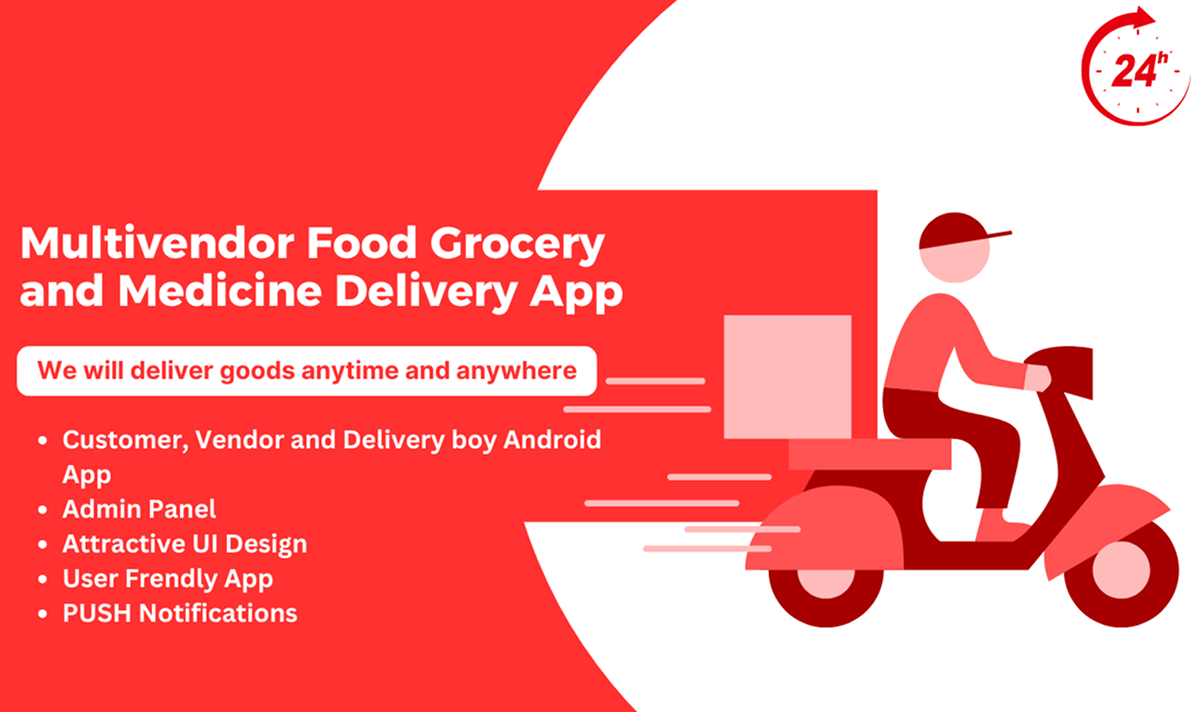 24h
Multivendor Food Grocery
and Medicine Delivery App
We will deliver goods anytime and anywhere
• Customer, Vendor and Delivery boy Android
App
• Admin Panel
• Attractive UI Design
• User Frendly App
• PUSH Notifications